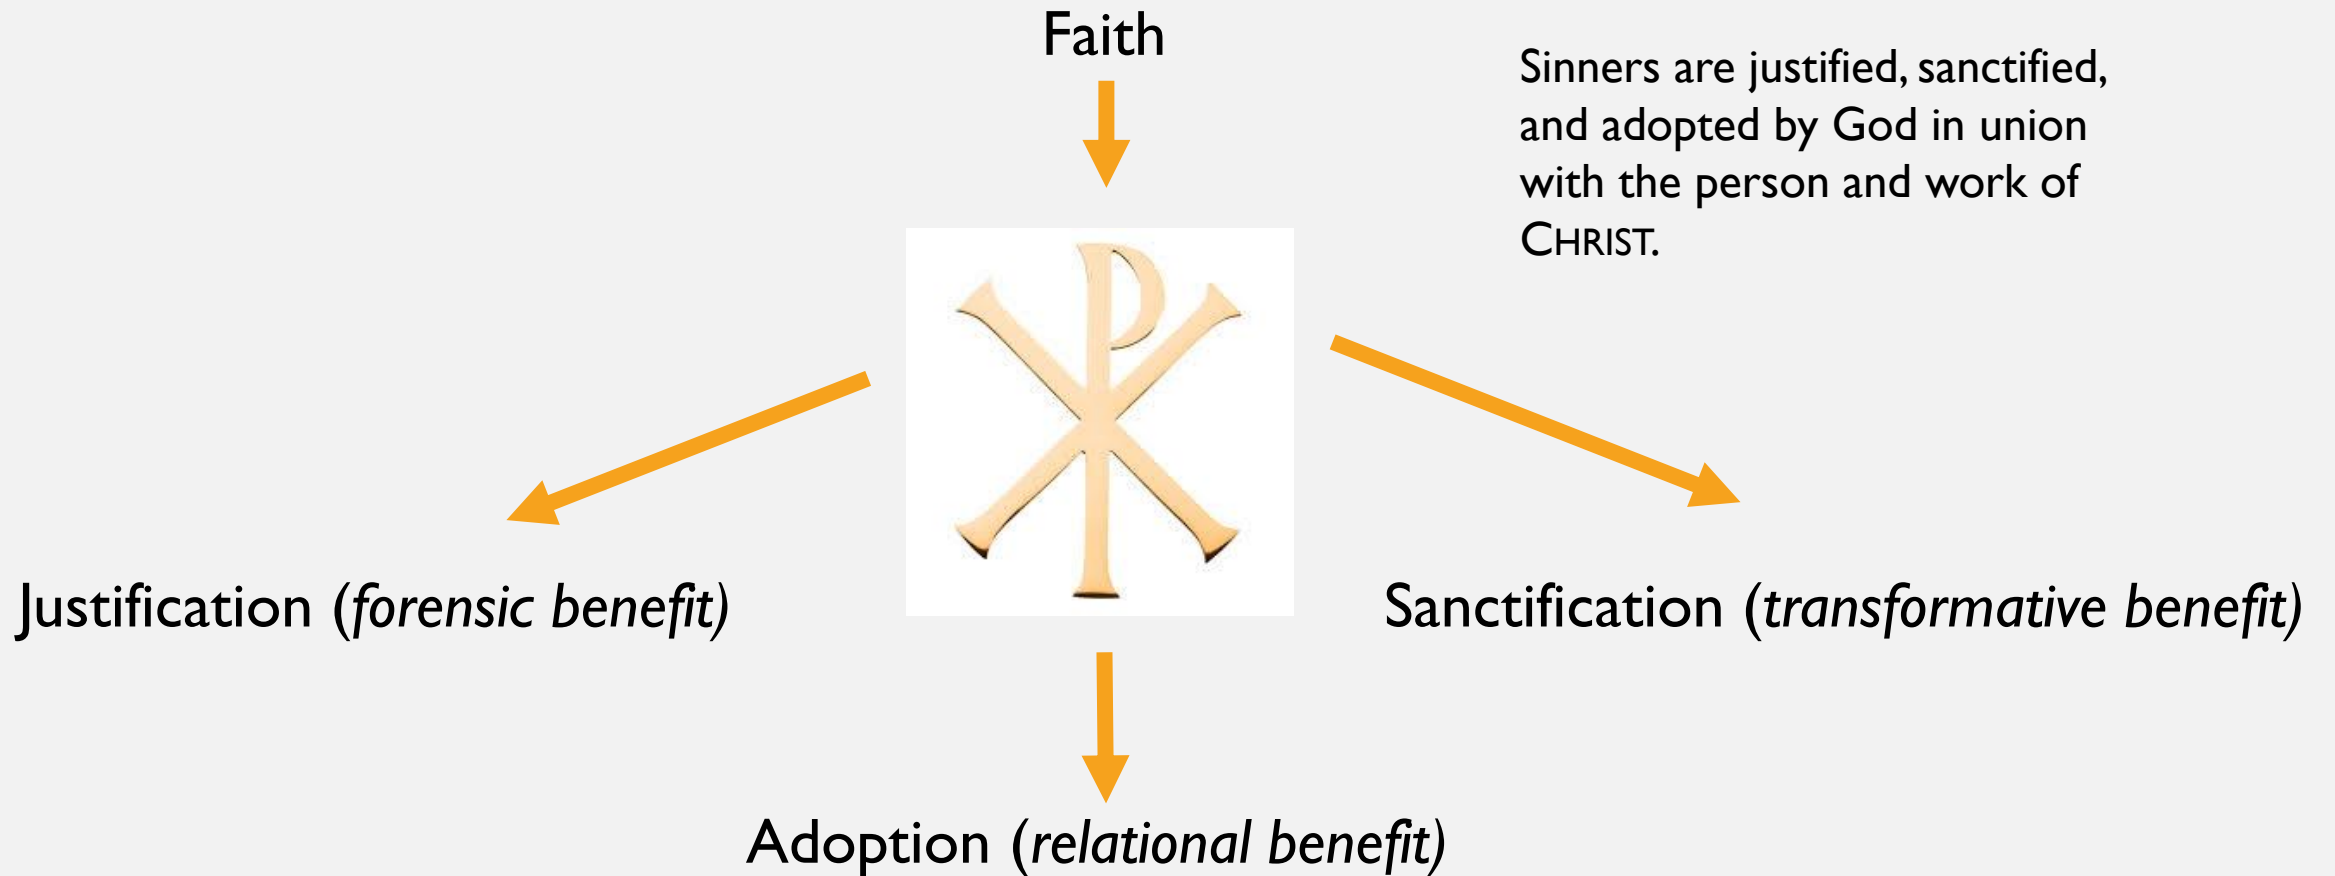 Faith
Sinners are justified, sanctified,
and adopted by God in union
with the person and work of
CHRIST.
Justification (forensic benefit)
Sanctification (transformative benefit)
Adoption (relational benefit)